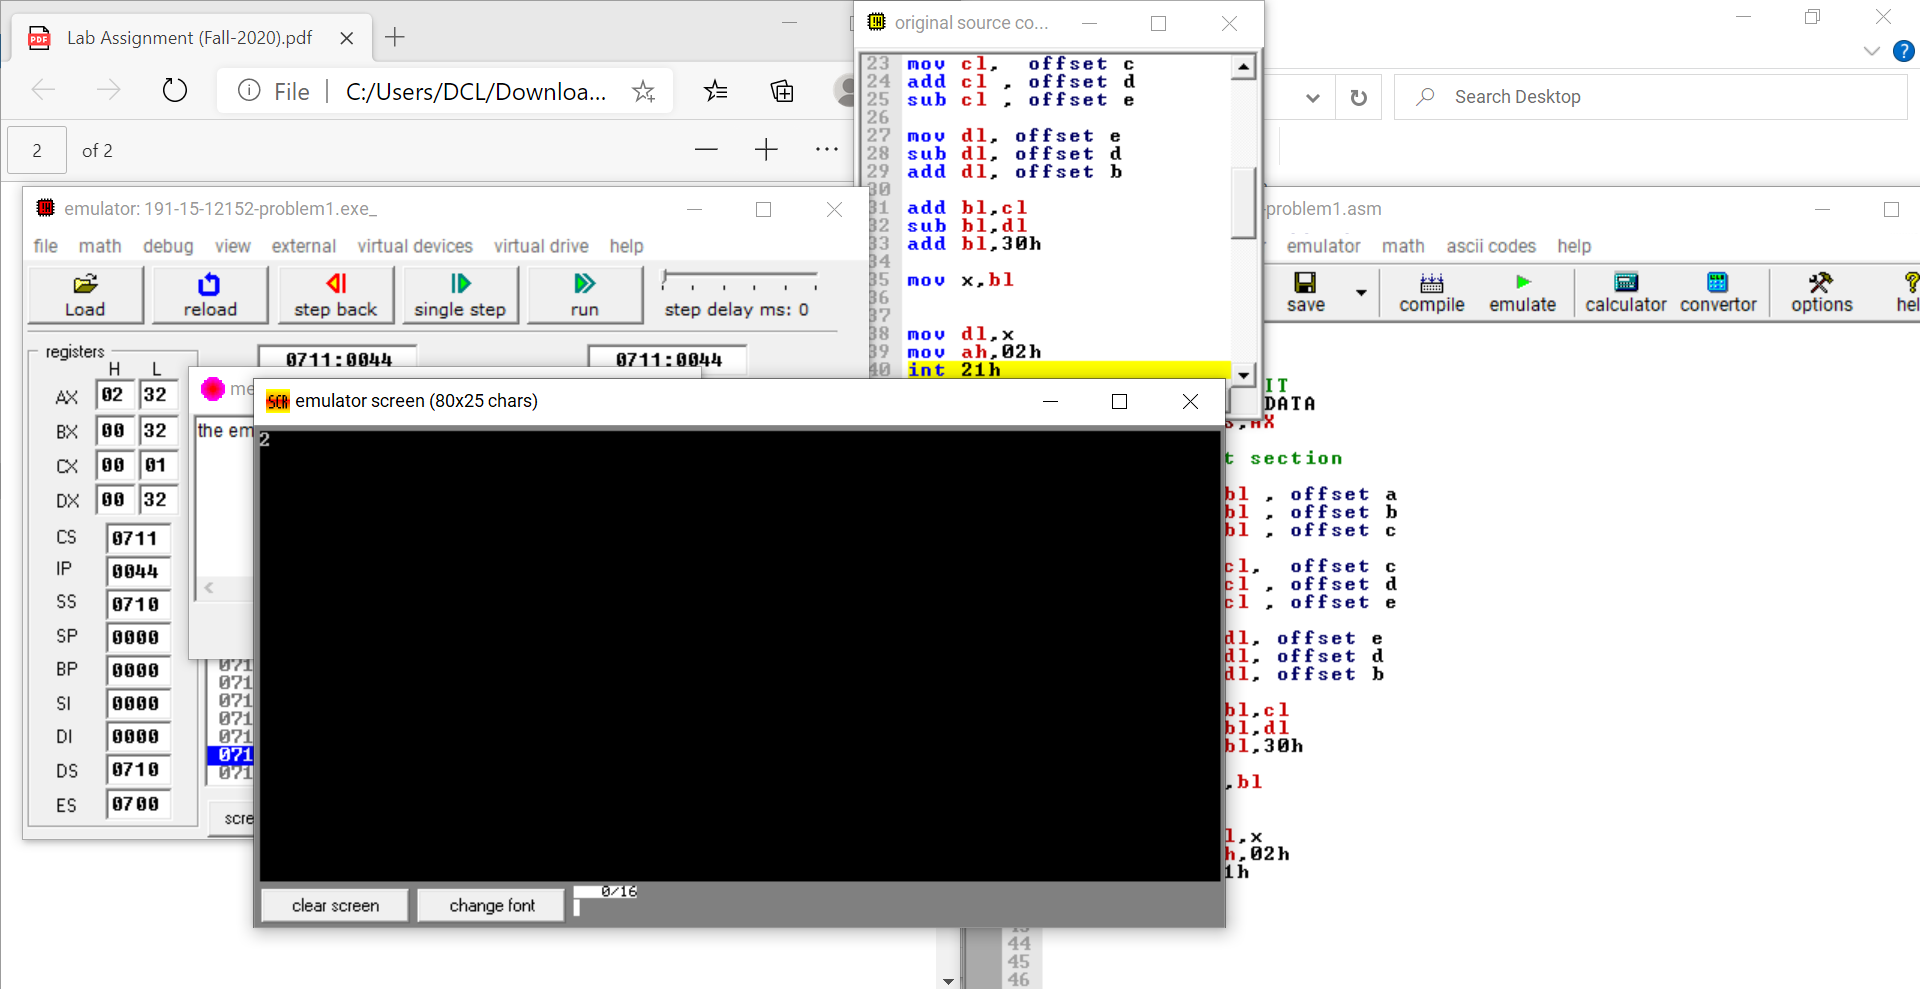 Lab Assignment (Fall-2020).pdf
File
C:/Users/DCL/Downloa...
2
of 2
original source co...
23 mov cl, offset c
24 add cl , offset d
25 sub cl , offset e
26
27 mov dl, offset e
28 sub dl, offset d
29 add dl, offset b
30
31 add bl,cl
32 sub bl,dl
33 add bl,30h
34
35 mov x,bl
36
37
38 mov dl,x
39 mov ah,02h
40 int 21h
Search Desktop
emulator: 191-15-12152-problem1.exe_
file math debug view external virtual devices virtual drive help
Load reload step back single step run step delay ms: 0
registers
H L
0711:0044 0711:0044
AX 02 32
BX 00 32
CX 00 01
DX 00 32
CS 0711
IP 0044
SS 0710
SP 0000
BP 0000
SI 0000
DI 0000
DS 0710
ES 0700
me
the em
071
071
071
071
071
071
071
scre
SCR emulator screen (80x25 chars)
2
clear screen change font 0/16
-problem1.asm
emulator math ascii codes help
save compile emulate calculator convertor options hel
IT
DATA
,AX
t section
bl , offset a
bl , offset b
bl , offset c
cl, offset c
cl , offset d
cl , offset e
dl, offset e
dl, offset d
dl, offset b
bl,cl
bl,dl
bl,30h
,bl
l,x
h,02h
1h
44
45
46